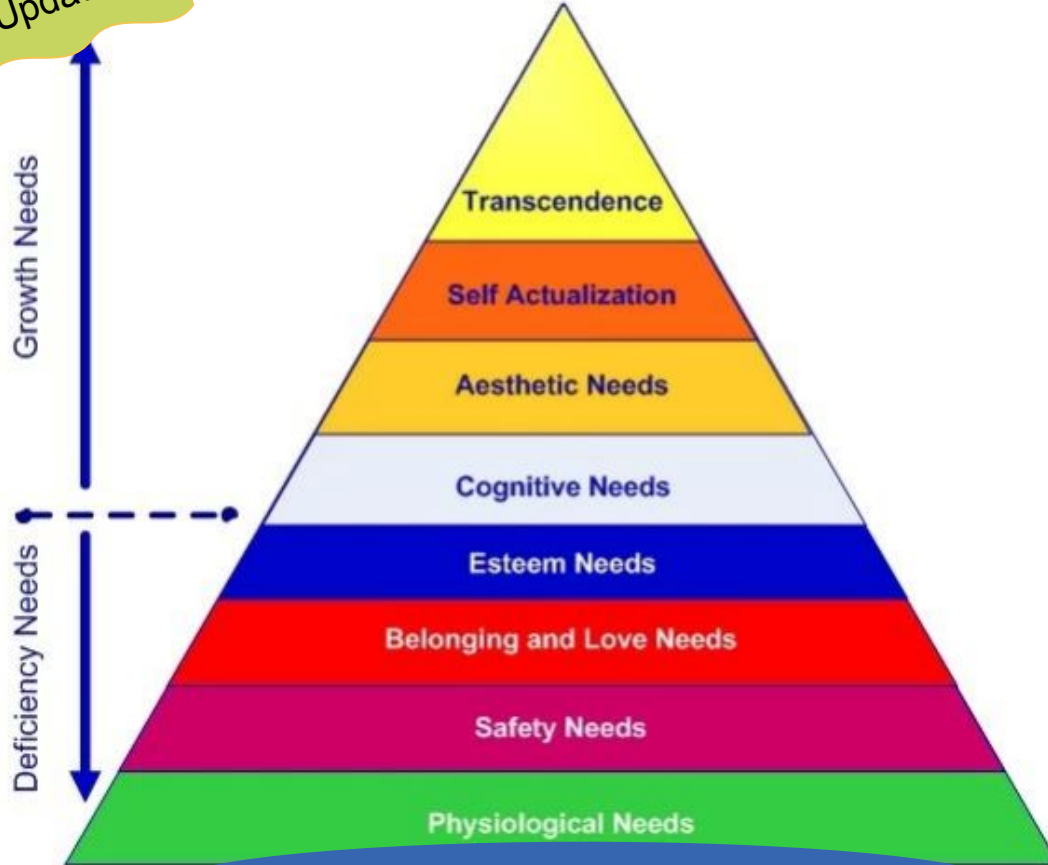 Growth Needs
Transcendence
Self Actualization
Aesthetic Needs
Cognitive Needs
Deficiency Needs
Esteem Needs
Belonging and Love Needs
Safety Needs
Physiological Needs